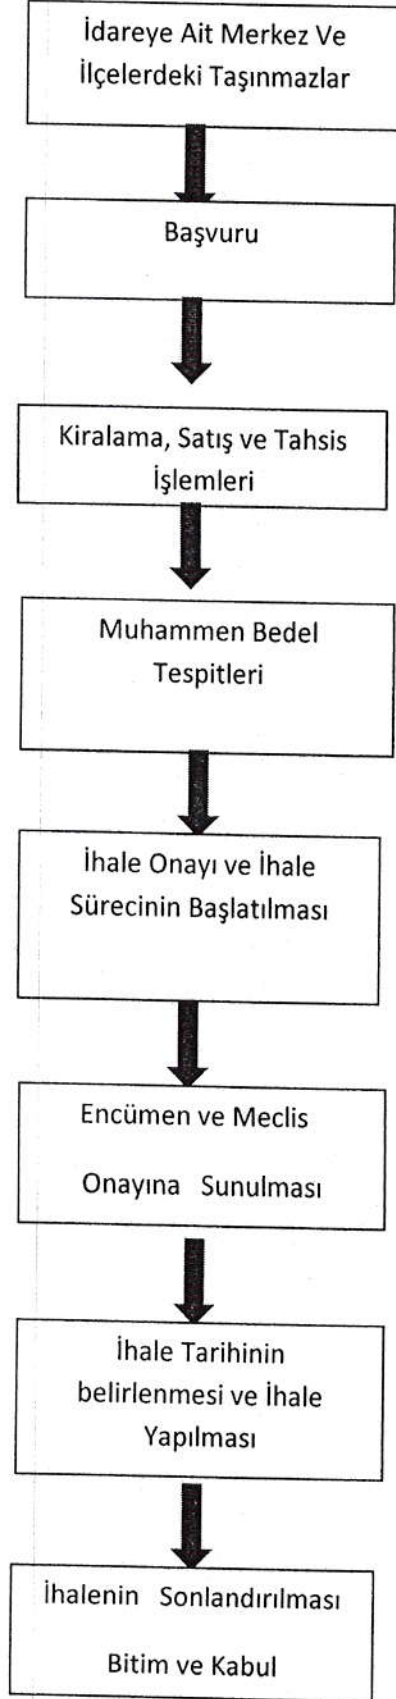 İdareye Ait Merkez Ve
İlçelerdeki Taşınmazlar
Başvuru
Kiralama, Satış ve Tahsis
İşlemleri
Muhammen Bedel
Tespitleri
İhale Onayı ve İhale
Sürecinin Başlatılması
Encümen ve Meclis
Onayına Sunulması
İhale Tarihinin
belirlenmesi ve İhale
Yapılması
İhalenin Sonlandırılması
Bitim ve Kabul